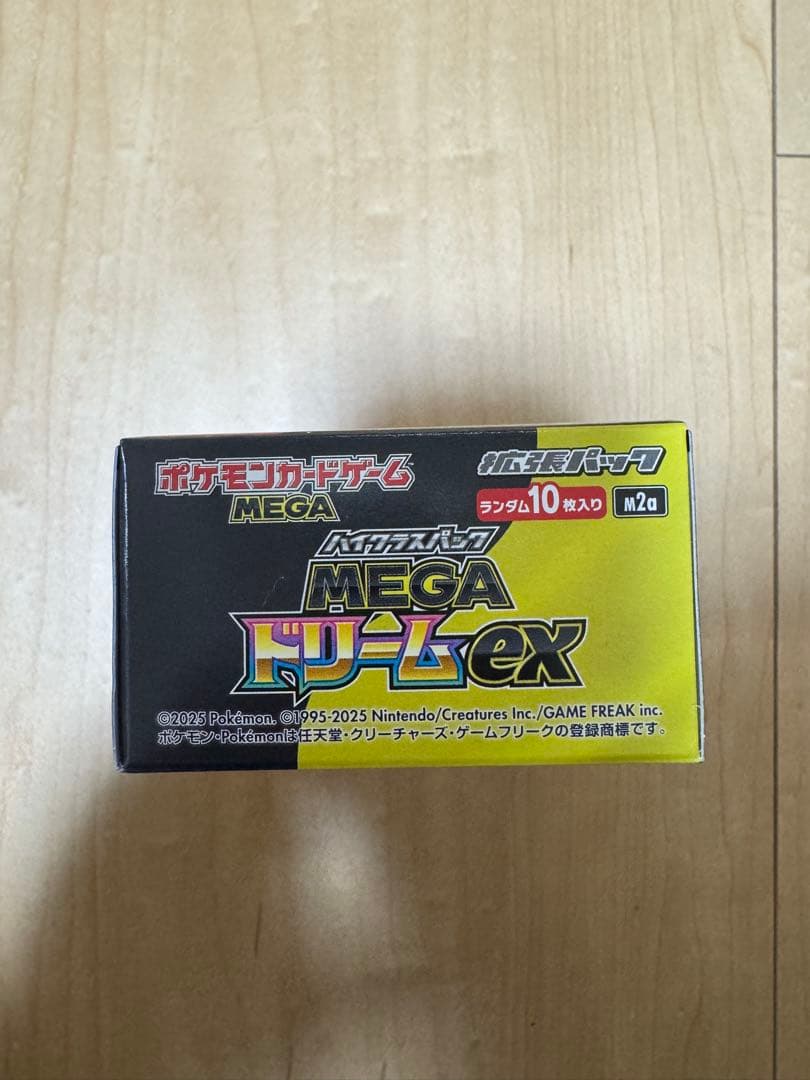 ポケモンカードゲーム
MEGA
拡張パック
ランダム10枚入り M2a
ハイクラスパック
MEGA
ドリームex
©2025 Pokémon. ©1995-2025 Nintendo/Creatures Inc./GAME FREAK inc.
ポケモン・Pokémonは任天堂・クリーチャーズ・ゲームフリークの登録商標です。